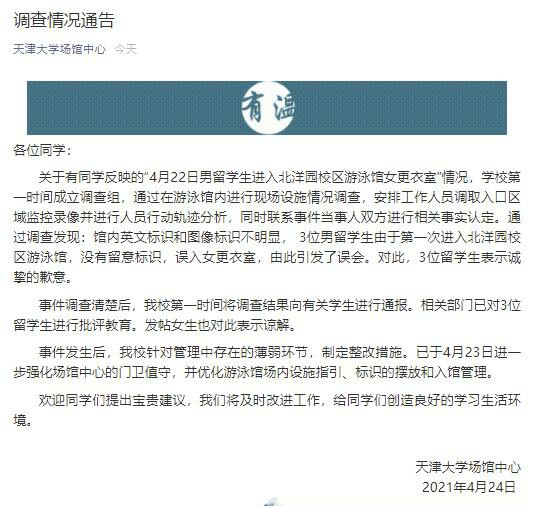 调查情况通告
天津大学场馆中心 今天
有温
各位同学：
关于有同学反映的“4月22日男留学生进入北洋园校区游泳馆女更衣室”情况，学校第
一时间成立调查组，通过在游泳馆内进行现场设施情况调查，安排工作人员调取入口区
域监控录像并进行人员行动轨迹分析，同时联系事件当事人双方进行相关事实认定。通
过调查发现：馆内英文标识和图像标识不明显， 3位男留学生由于第一次进入北洋园校
区游泳馆，没有留意标识，误入女更衣室，由此引发了误会。对此，3位留学生表示诚
挚的歉意。
事件调查清楚后，我校第一时间将调查结果向有关学生进行通报。相关部门已对3位
留学生进行批评教育。发帖女生也对此表示谅解。
事件发生后，我校针对管理中存在的薄弱环节，制定整改措施。已于4月23日进一
步强化场馆中心的门卫值守，并优化游泳馆场内设施指引、标识的摆放和入馆管理。
欢迎同学们提出宝贵建议，我们将及时改进工作，给同学们创造良好的学习生活环
境。
天津大学场馆中心
2021年4月24日